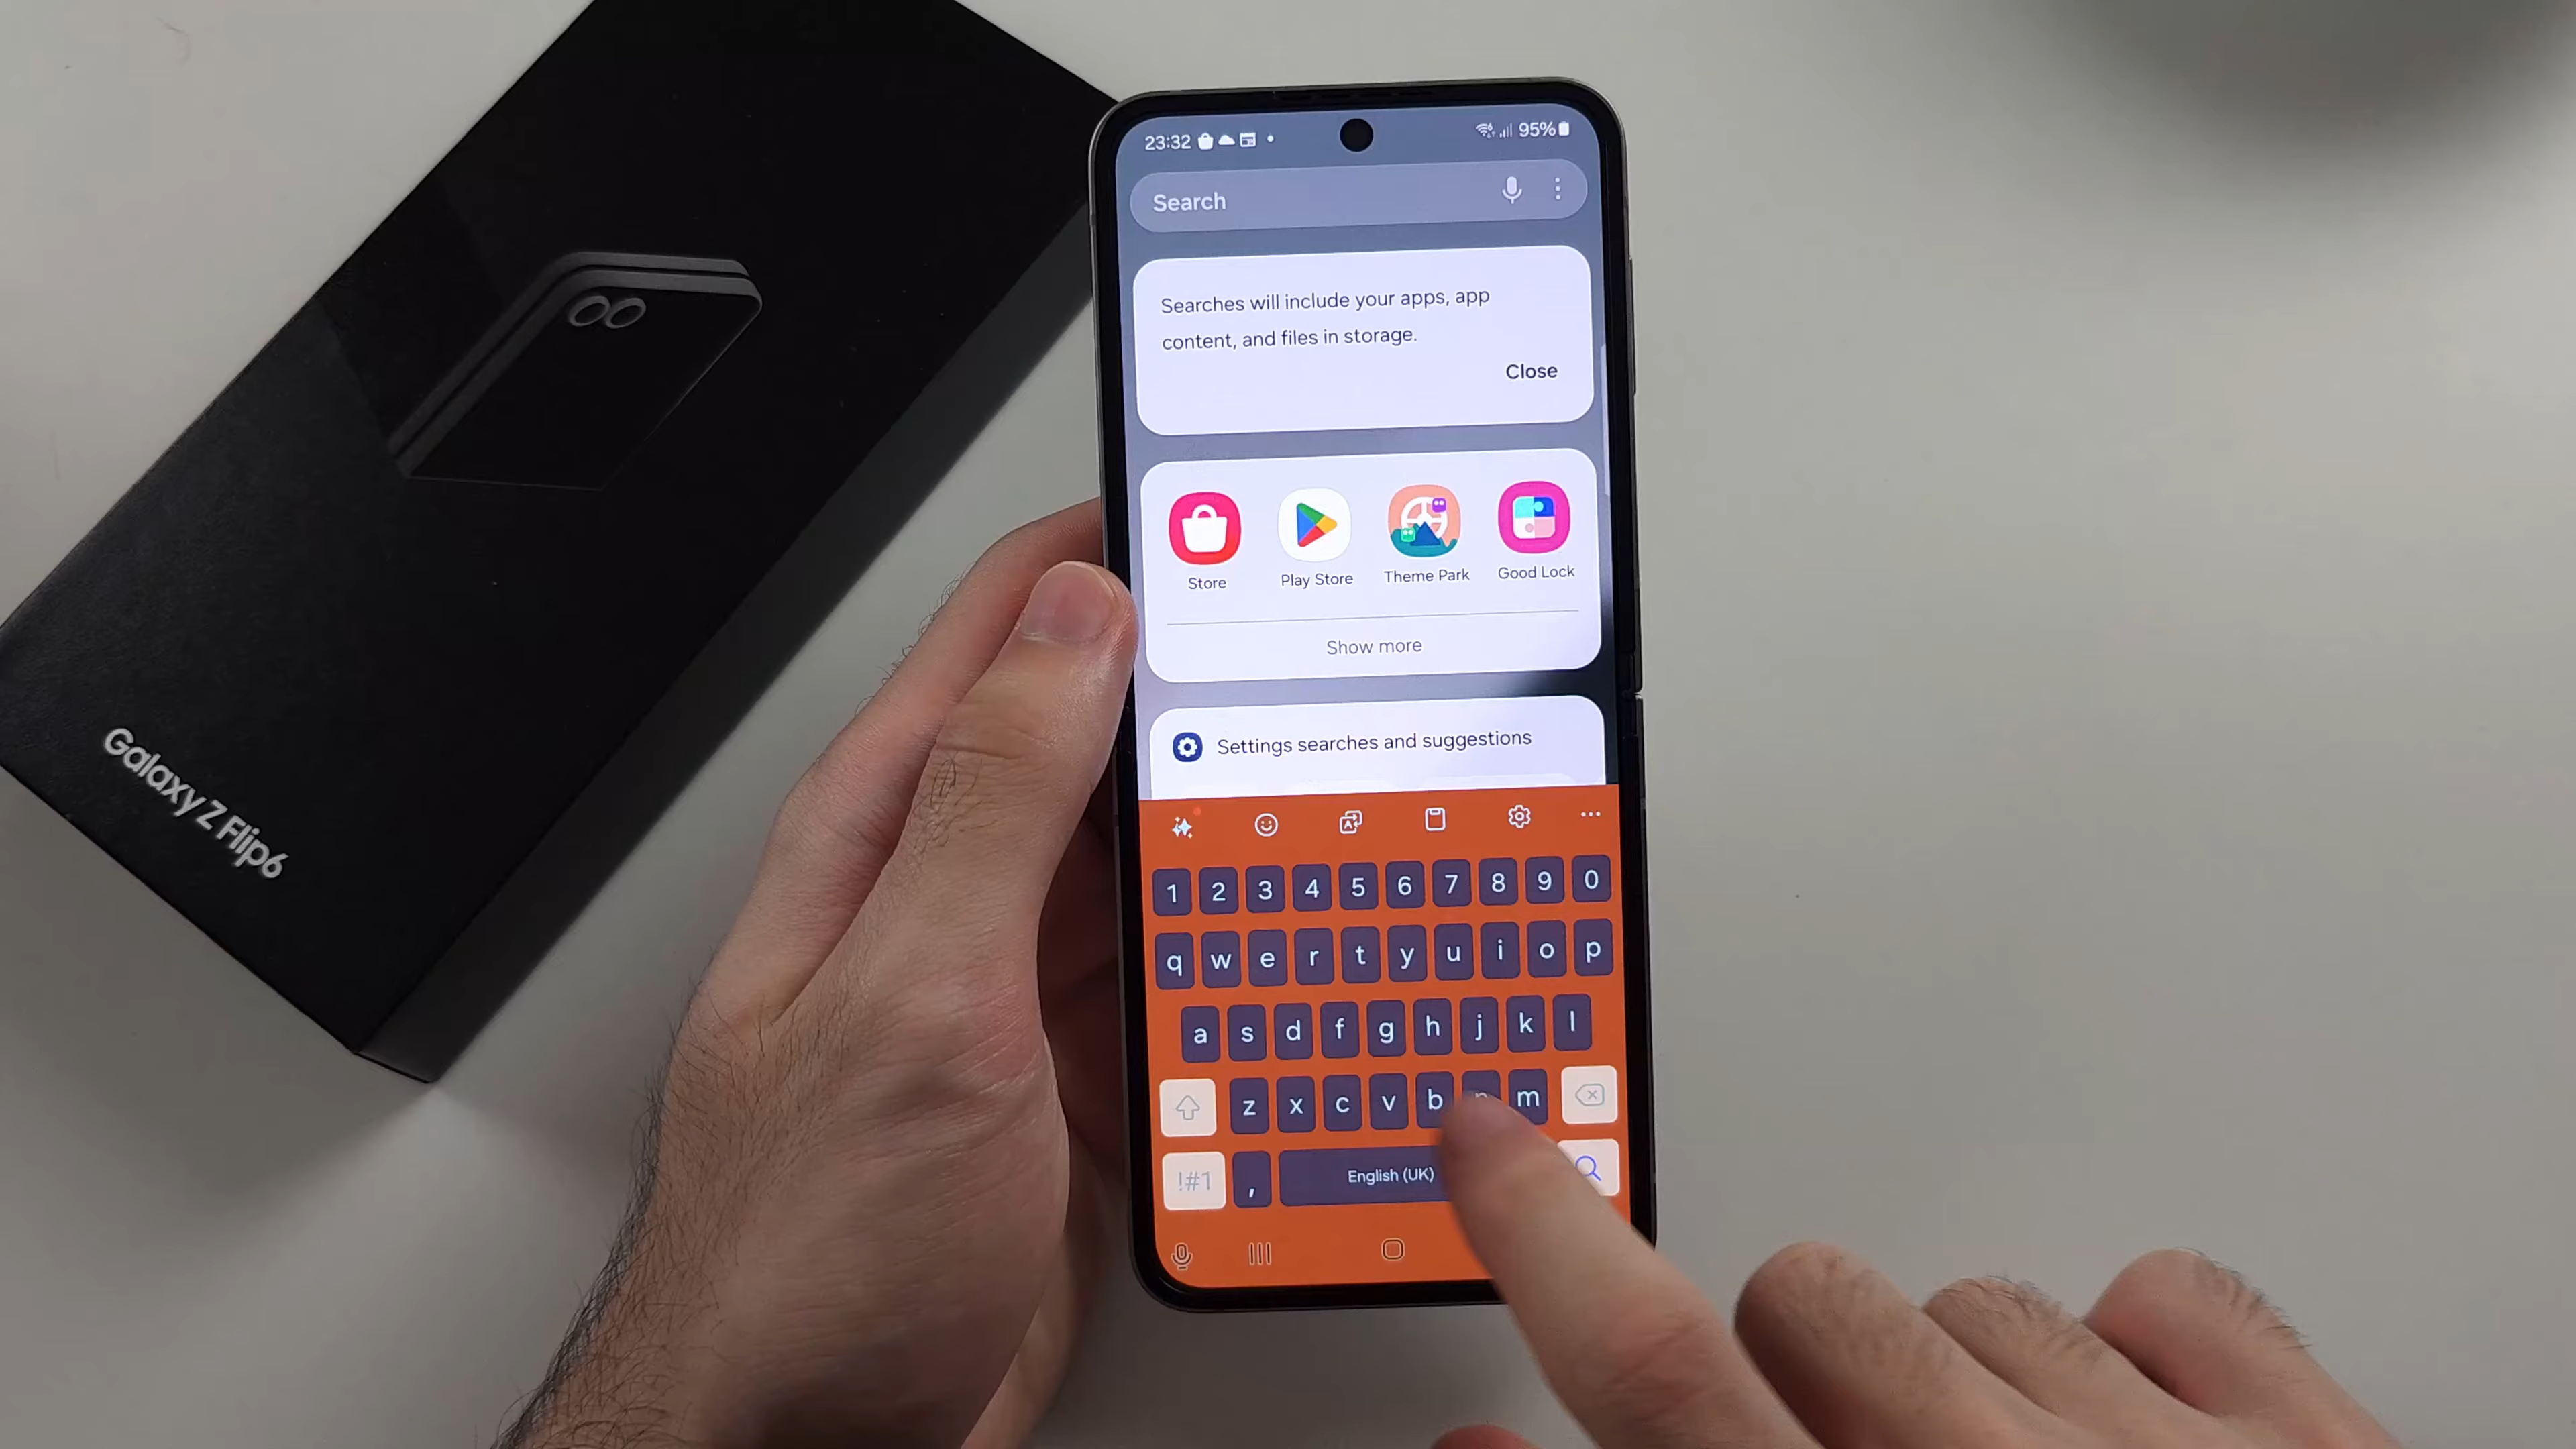 Galaxy Z Flip6
23:32
95%
Search
Searches will include your apps, app
content, and files in storage.
Close
Store
Play Store
Theme Park
Good Lock
Show more
Settings searches and suggestions
1 2 3 4 5 6 7 8 9 0
q w e r t y u i o p
a s d f g h j k l
z x c v b n m
!#1 , English (UK)